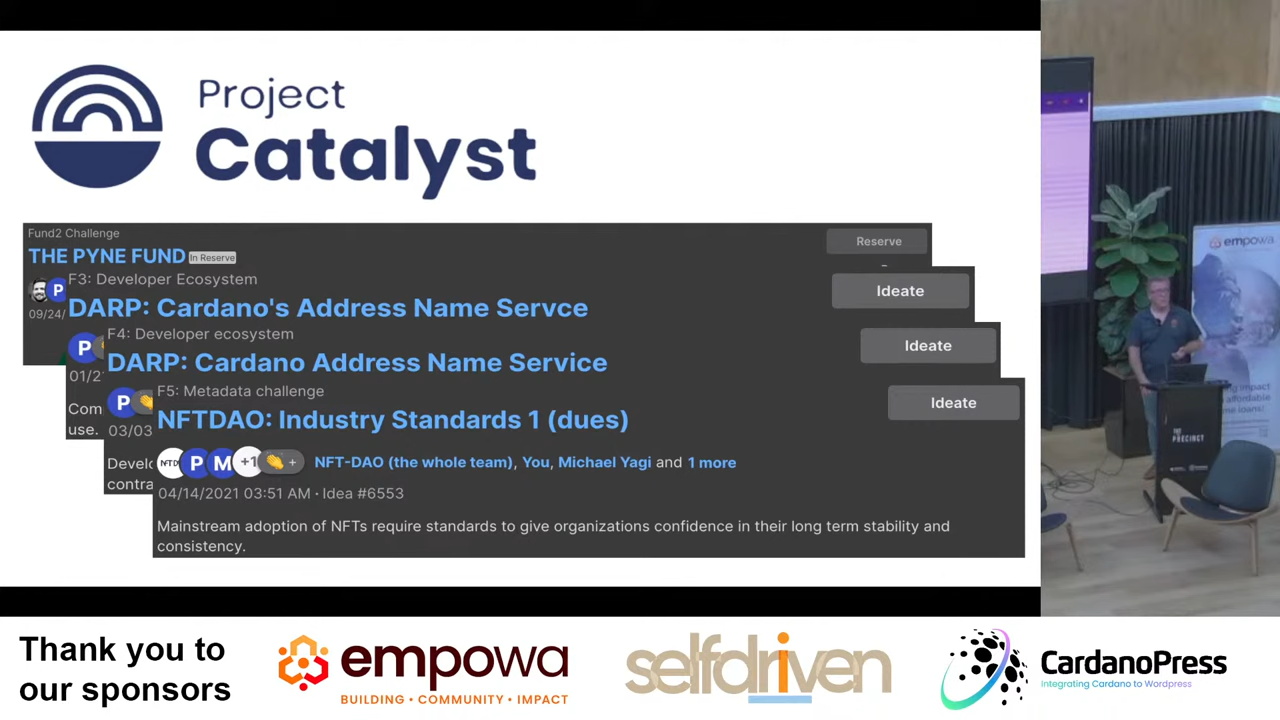 Project
Catalyst
Fund2 Challenge
THE PYNE FUND In Reserve
Reserve
P
09/24/
F3: Developer Ecosystem
DARP: Cardano's Address Name Servce
Ideate
P
01/2
Com
use.
F4: Developer ecosystem
DARP: Cardano Address Name Service
Ideate
P
03/03
Develo
contra
F5: Metadata challenge
NFTDAO: Industry Standards 1 (dues)
Ideate
NFTD P M +1 👏 + NFT-DAO (the whole team), You, Michael Yagi and 1 more
04/14/2021 03:51 AM · Idea #6553
Mainstream adoption of NFTs require standards to give organizations confidence in their long term stability and
consistency.
empowa
THE
PRECINCT
Thank you to
our sponsors
empowa
BUILDING • COMMUNITY • IMPACT
selfdriven
CardanoPress
Integrating Cardano to Wordpress